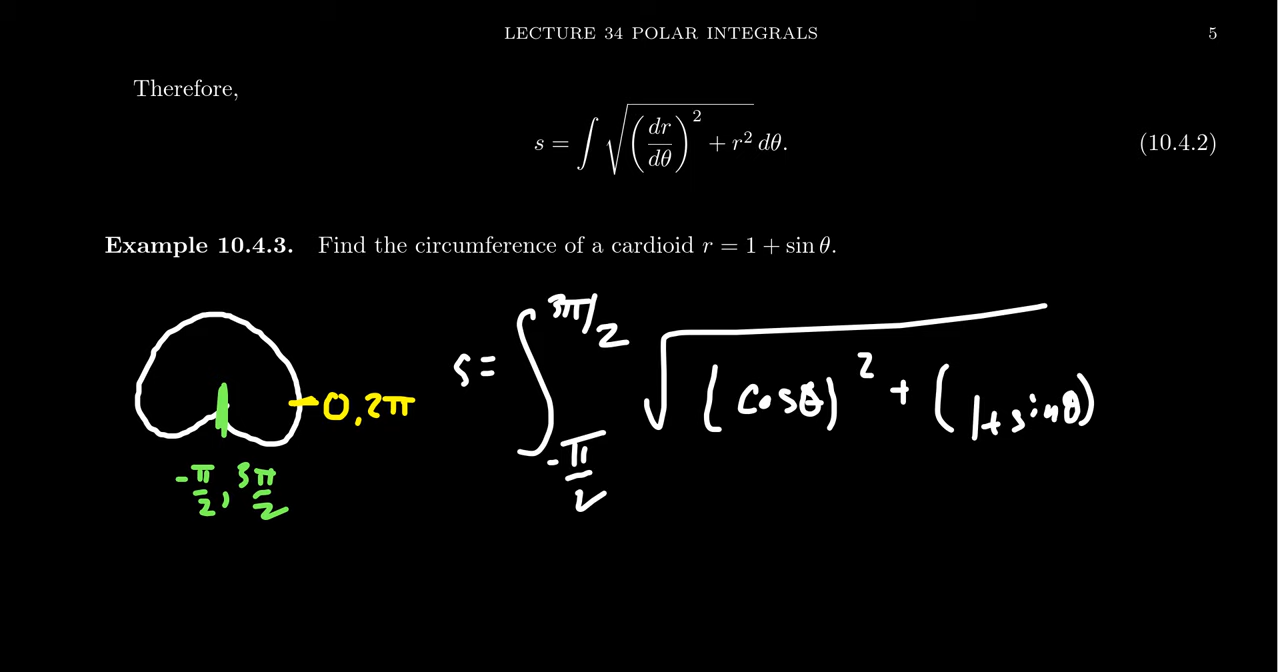 LECTURE 34 POLAR INTEGRALS 5
Therefore,
s = ∫ √((dr/dθ)² + r²) dθ. (10.4.2)
Example 10.4.3. Find the circumference of a cardioid r = 1 + sin θ.
s = ∫_{-π/2}^{3π/2} √((cosθ)² + (1+sinθ)
0, 2π
-π/2, 3π/2